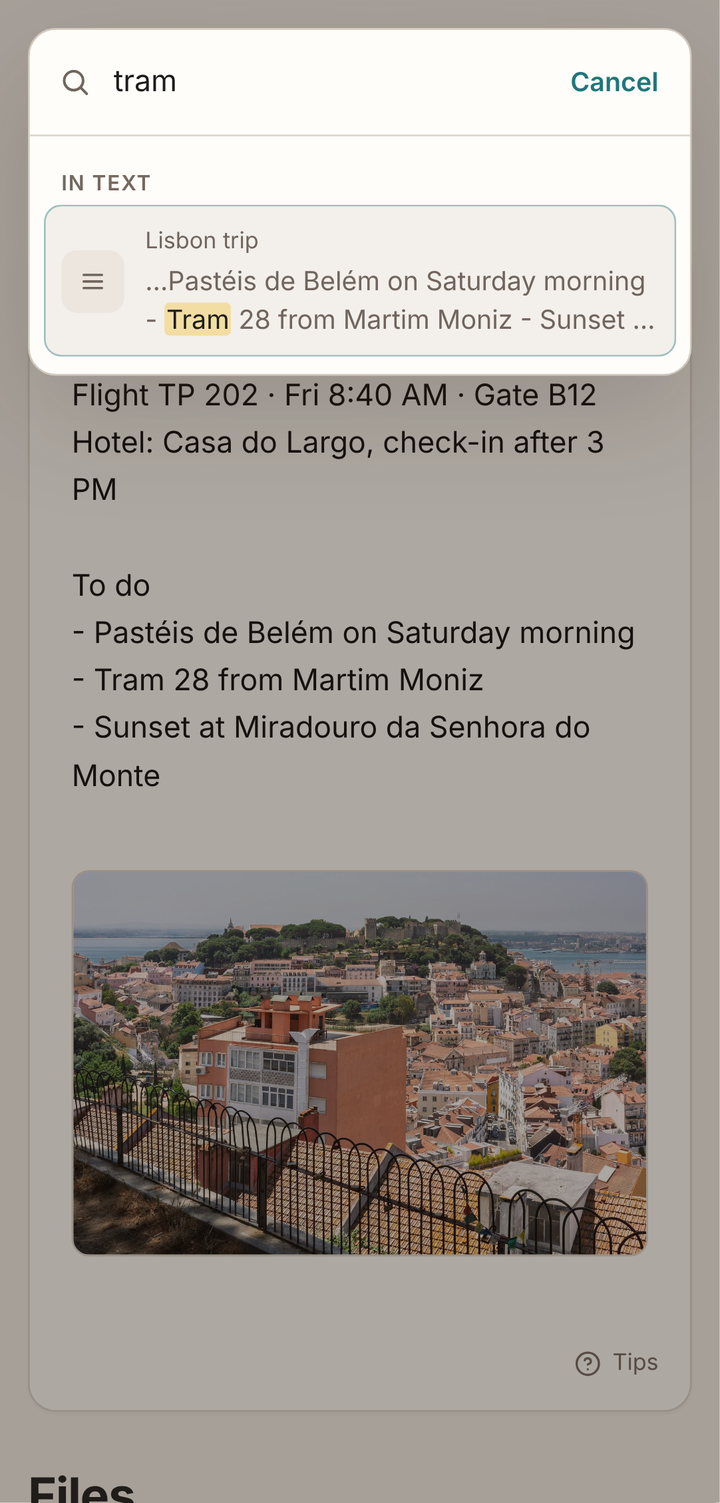 tram
Cancel
IN TEXT
Lisbon trip
...Pastéis de Belém on Saturday morning
- Tram 28 from Martim Moniz - Sunset ...
Flight TP 202 · Fri 8:40 AM · Gate B12
Hotel: Casa do Largo, check-in after 3
PM
To do
- Pastéis de Belém on Saturday morning
- Tram 28 from Martim Moniz
- Sunset at Miradouro da Senhora do
Monte
Tips
Files